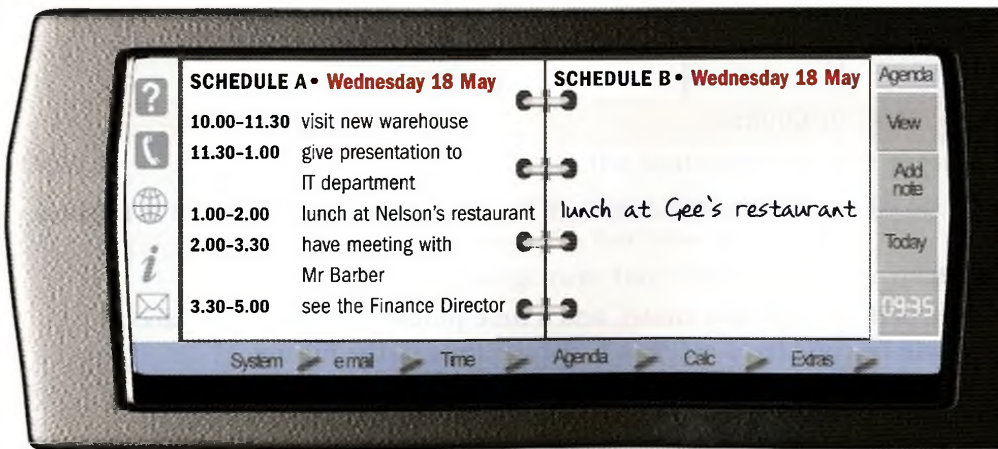 SCHEDULE A • Wednesday 18 May
10.00–11.30 visit new warehouse
11.30–1.00 give presentation to
IT department
1.00–2.00 lunch at Nelson's restaurant
2.00–3.30 have meeting with
Mr Barber
3.30–5.00 see the Finance Director
SCHEDULE B • Wednesday 18 May
lunch at Gee's restaurant
?
i
Agenda
View
Add
note
Today
09:35
System
email
Time
Agenda
Calc
Extras